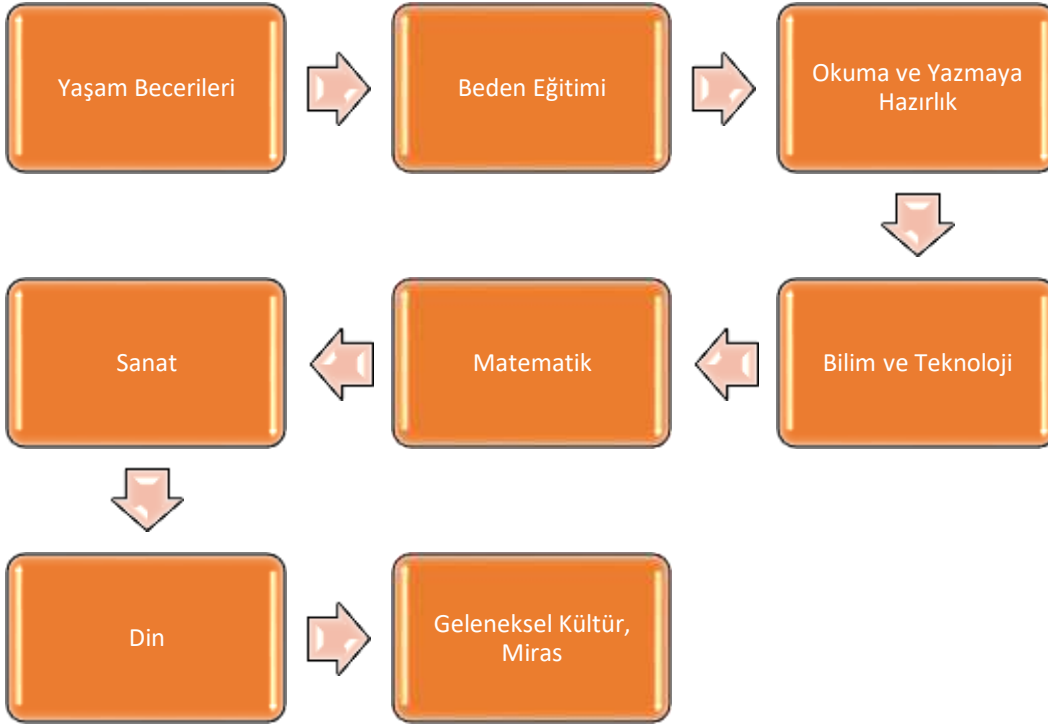 Yaşam Becerileri
Beden Eğitimi
Okuma ve Yazmaya
Hazırlık
Bilim ve Teknoloji
Matematik
Sanat
Din
Geleneksel Kültür,
Miras